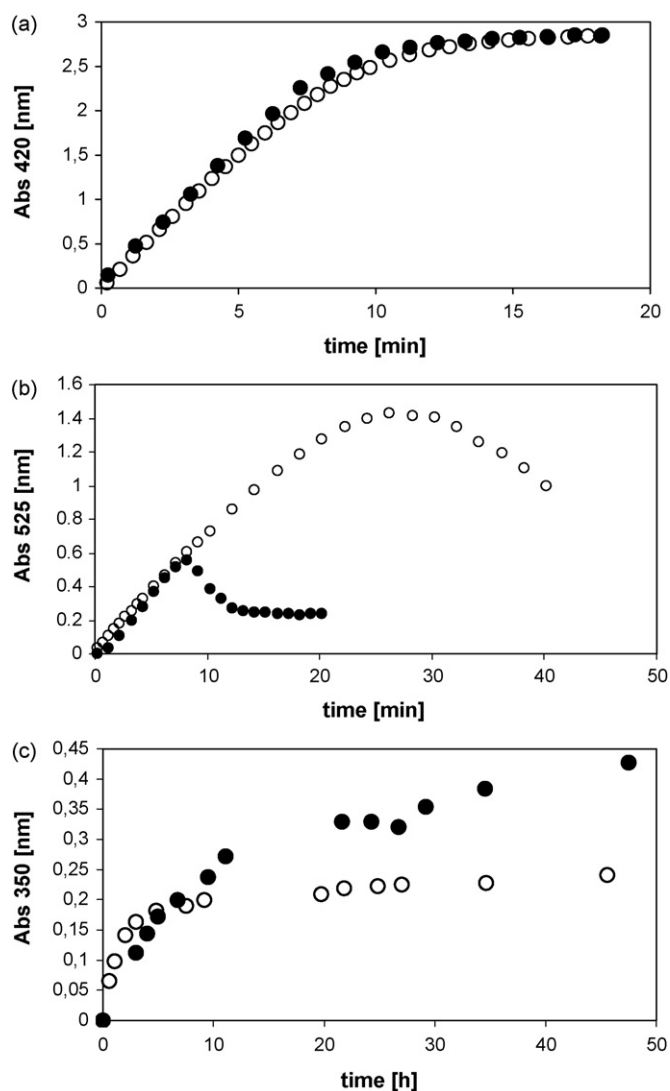 (a)
3
2,5
2
1,5
1
0,5
0
Abs 420 [nm]
0 5 10 15 20
time [min]
(b)
1.6
1.4
1.2
1
0.8
0.6
0.4
0.2
0
Abs 525 [nm]
0 10 20 30 40 50
time [min]
(c)
0,45
0,4
0,35
0,3
0,25
0,2
0,15
0,1
0,05
0
Abs 350 [nm]
0 10 20 30 40 50
time [h]